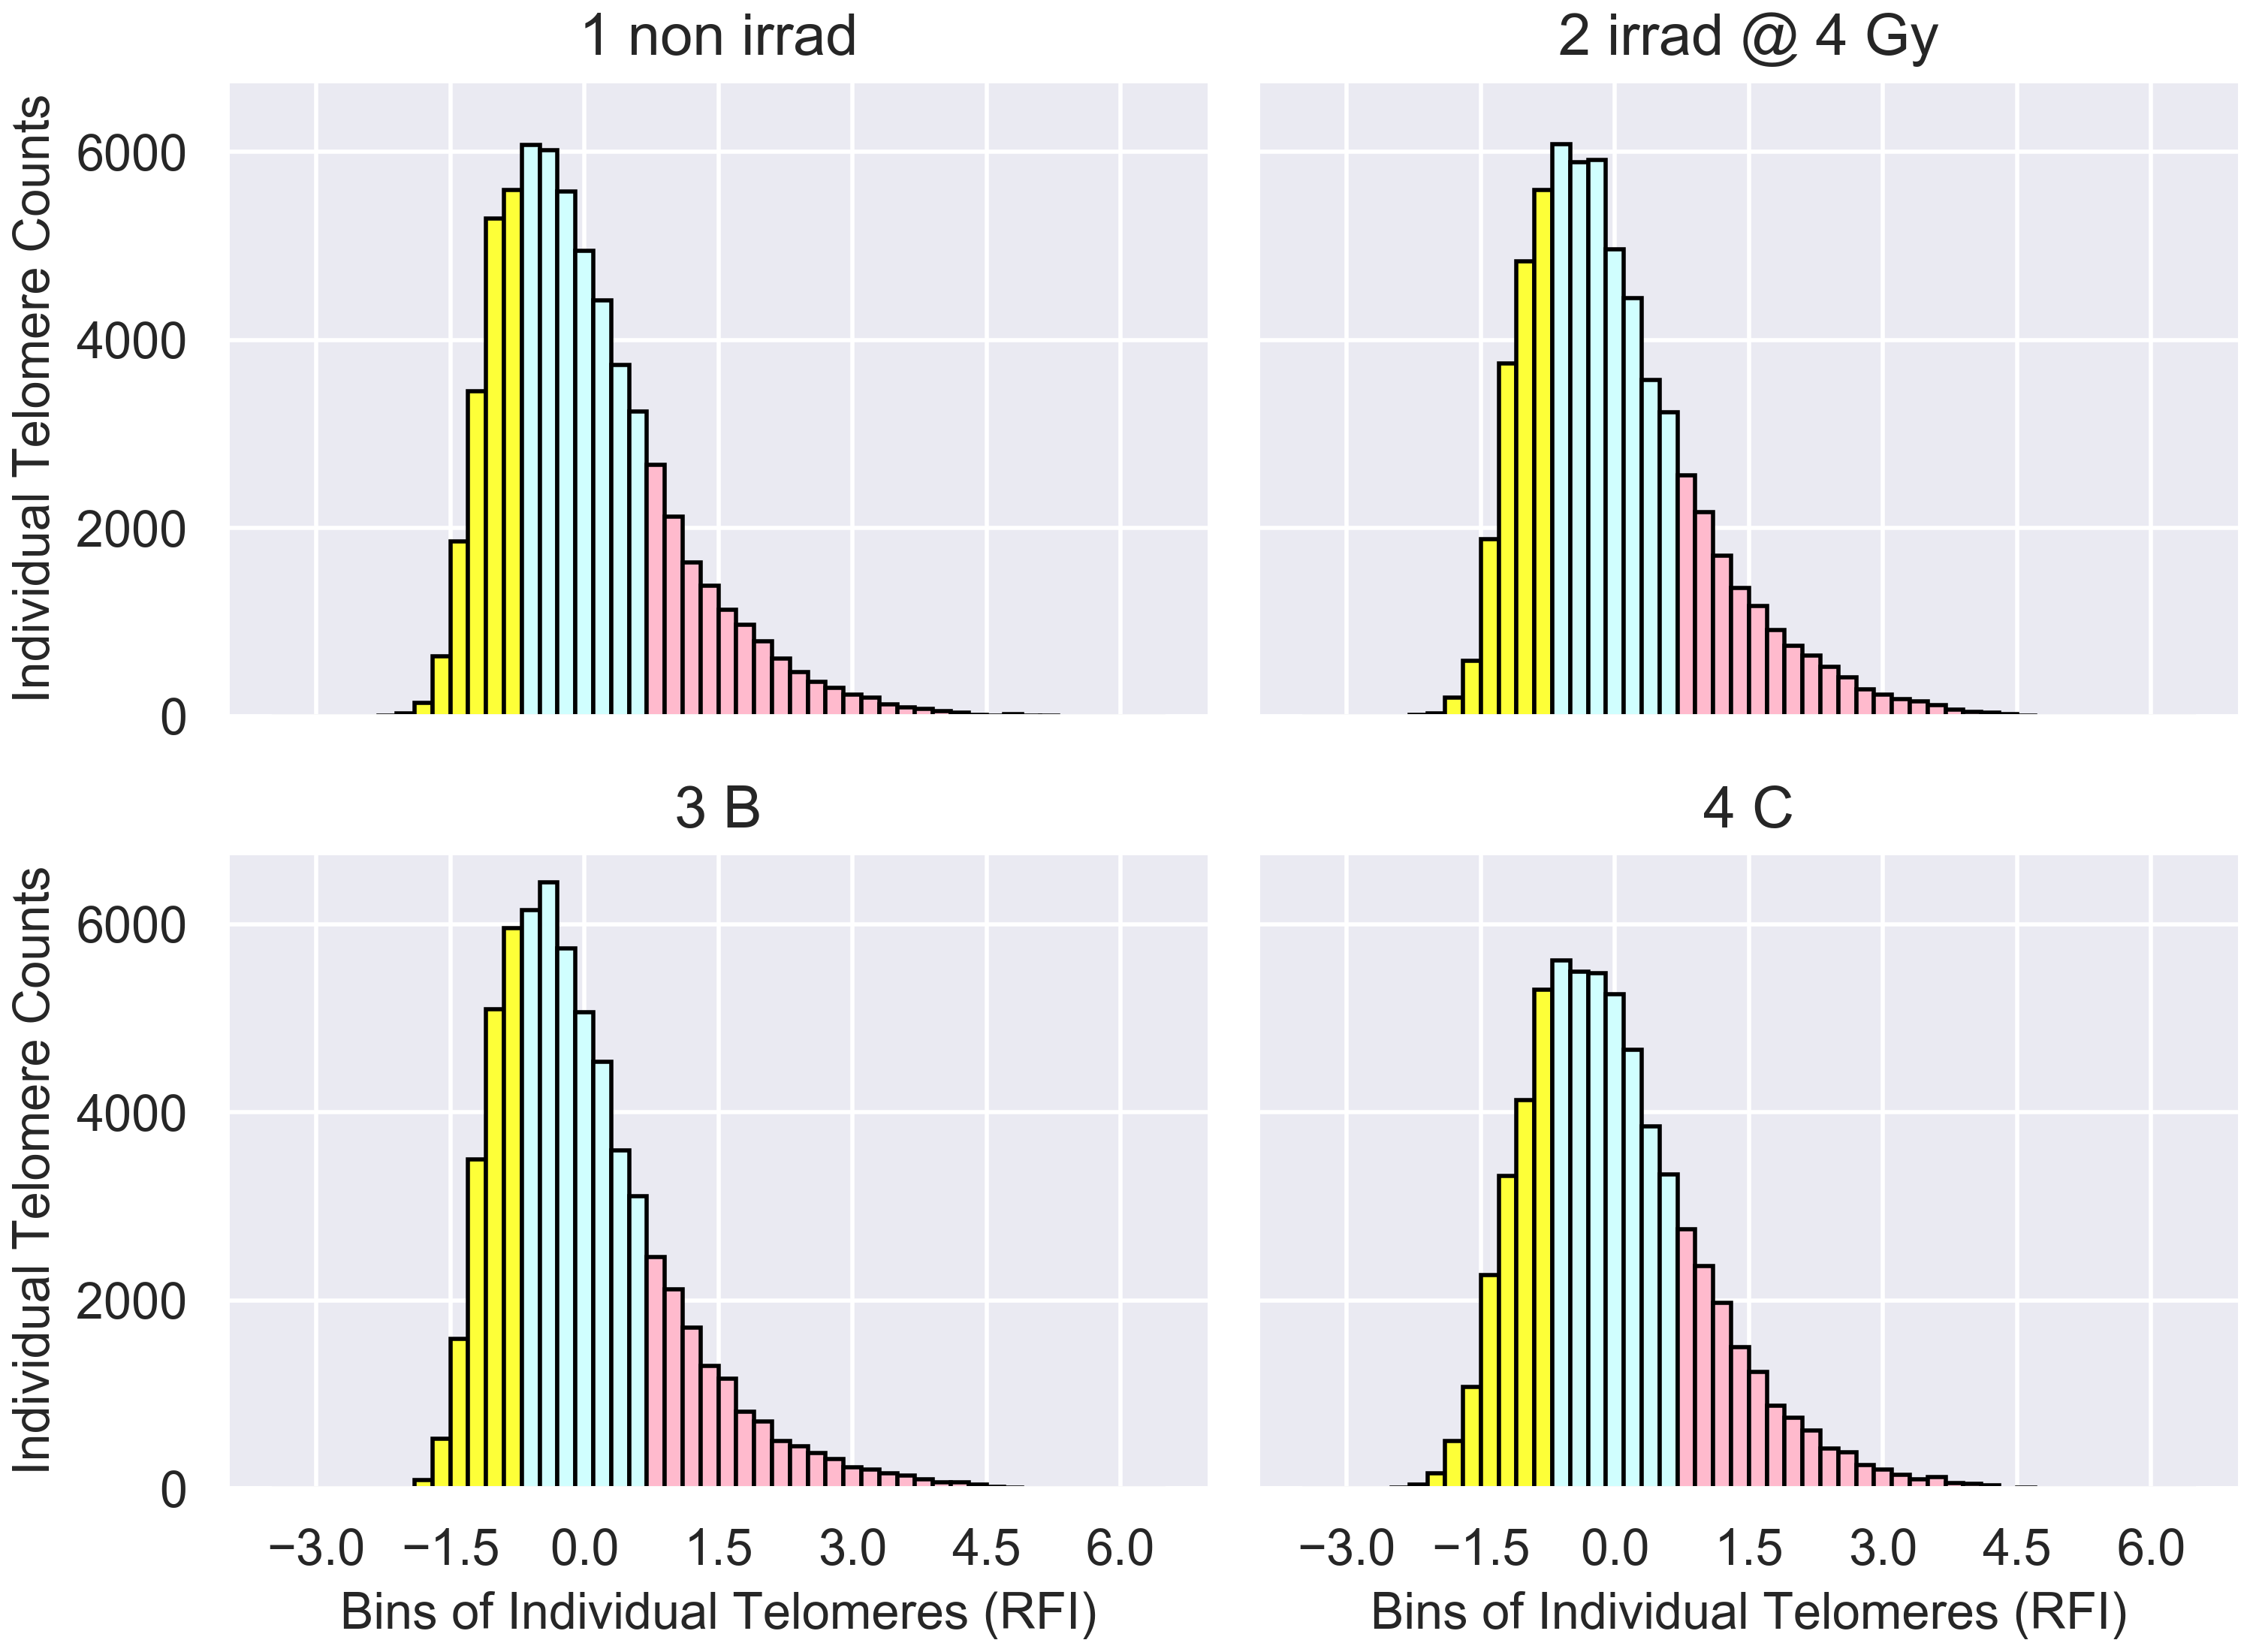 1 non irrad
2 irrad @ 4 Gy
Individual Telomere Counts
6000
4000
2000
0
3 B
4 C
Individual Telomere Counts
6000
4000
2000
0
−3.0 −1.5 0.0 1.5 3.0 4.5 6.0
−3.0 −1.5 0.0 1.5 3.0 4.5 6.0
Bins of Individual Telomeres (RFI)
Bins of Individual Telomeres (RFI)